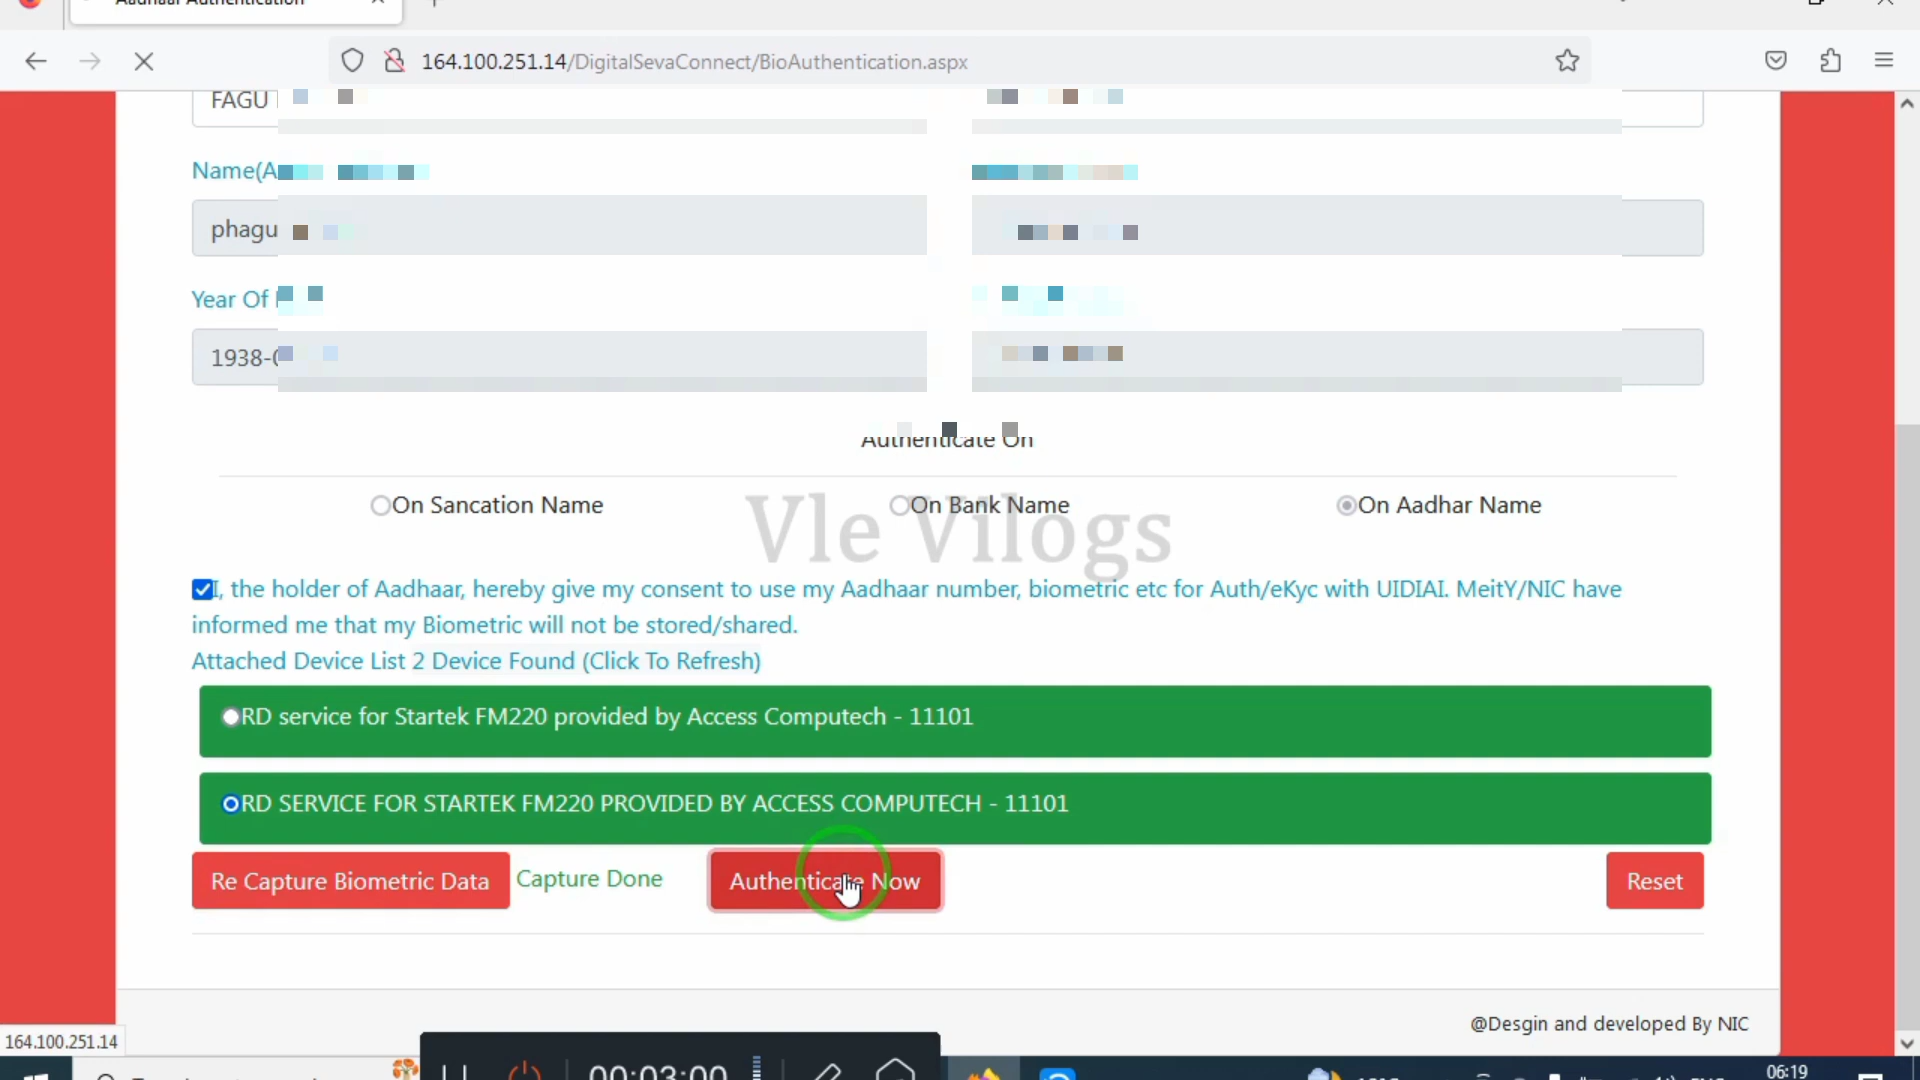 164.100.251.14/DigitalSevaConnect/BioAuthentication.aspx
FAGU
Name(A
phagu
Year Of
1938-0
Authenticate On
On Sancation Name
On Bank Name
On Aadhar Name
Vle Vilogs
I, the holder of Aadhaar, hereby give my consent to use my Aadhaar number, biometric etc for Auth/eKyc with UIDIAI. MeitY/NIC have
informed me that my Biometric will not be stored/shared.
Attached Device List 2 Device Found (Click To Refresh)
RD service for Startek FM220 provided by Access Computech - 11101
RD SERVICE FOR STARTEK FM220 PROVIDED BY ACCESS COMPUTECH - 11101
Re Capture Biometric Data
Capture Done
Authenticate Now
Reset
@Desgin and developed By NIC
164.100.251.14
00:03:00
06:19